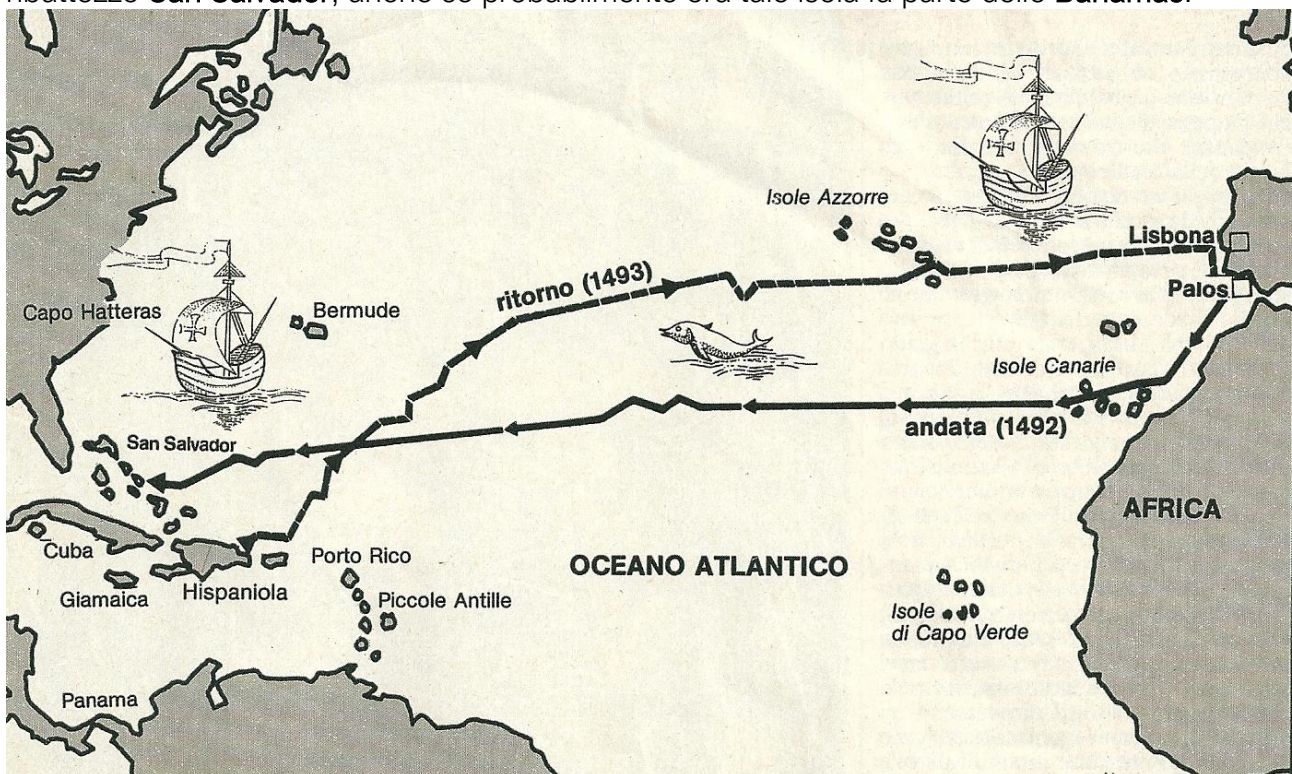 ribattezzò San Salvador, anche se probabilmente era tale isola fa parte delle Bahamas.
Isole Azzorre
Lisbona
Palos
ritorno (1493)
Capo Hatteras
Bermude
Isole Canarie
andata (1492)
San Salvador
AFRICA
Cuba
Porto Rico
OCEANO ATLANTICO
Giamaica
Hispaniola
Piccole Antille
Isole
di Capo Verde
Panama